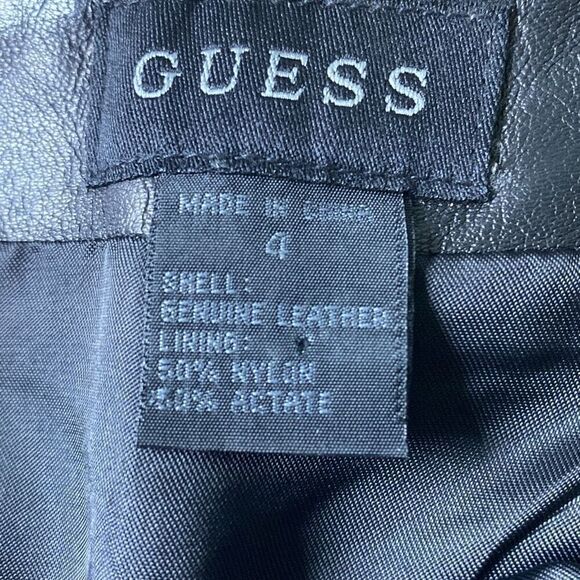 GUESS
MADE IN CHINA
4
SHELL:
GENUINE LEATHER
LINING:
50% NYLON
50% ACTATE